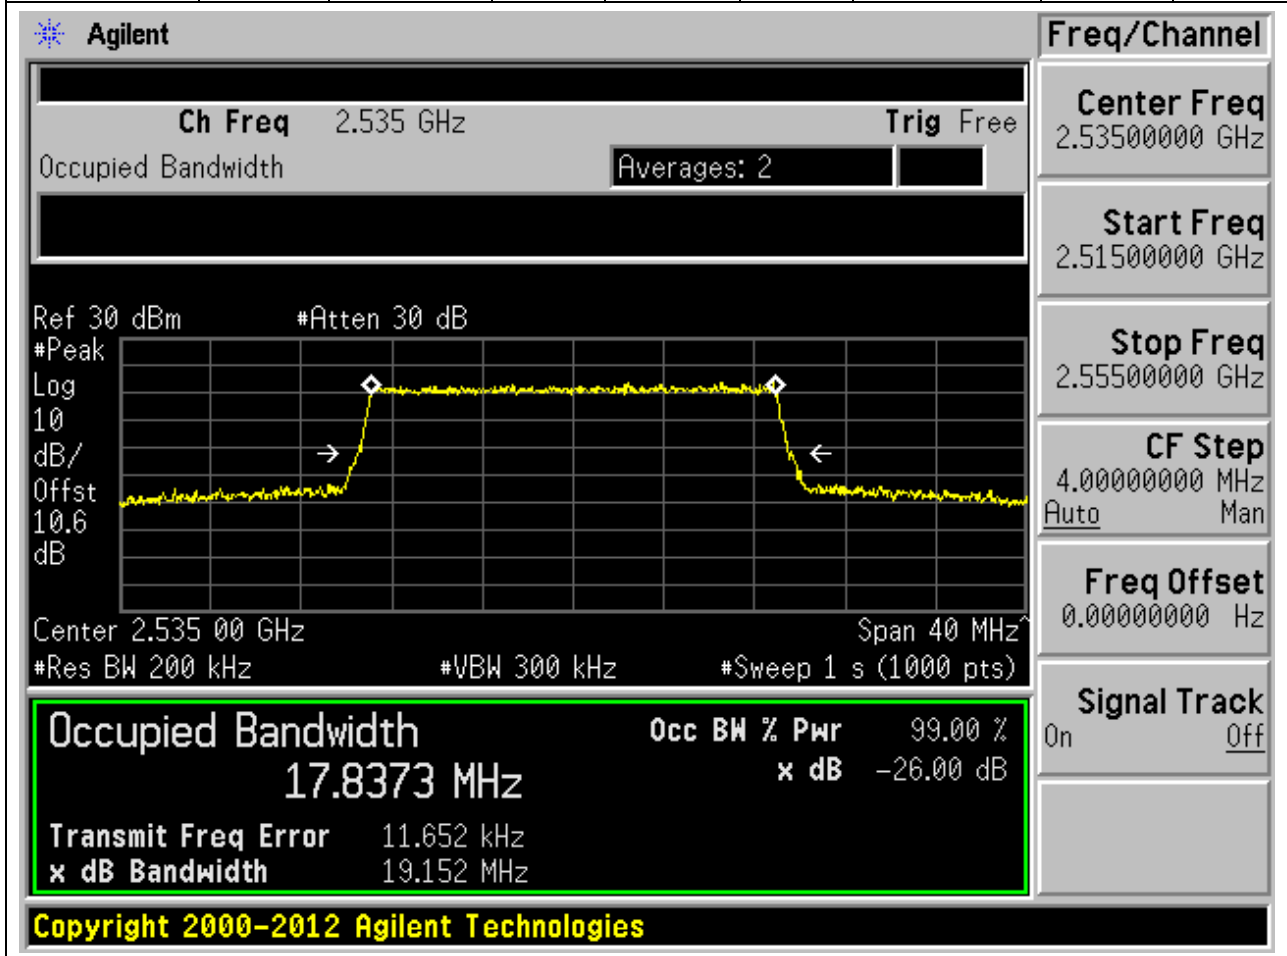 Agilent
Freq/Channel
Ch Freq 2.535 GHz Trig Free
Occupied Bandwidth Averages: 2
Center Freq
2.53500000 GHz
Start Freq
2.51500000 GHz
Stop Freq
2.55500000 GHz
CF Step
4.00000000 MHz
Auto Man
Freq Offset
0.00000000 Hz
Signal Track
On Off
Ref 30 dBm #Atten 30 dB
#Peak
Log
10
dB/
Offst
10.6
dB
Center 2.535 00 GHz Span 40 MHz^
#Res BW 200 kHz #VBW 300 kHz #Sweep 1 s (1000 pts)
Occupied Bandwidth Occ BW % Pwr 99.00 %
17.8373 MHz x dB -26.00 dB
Transmit Freq Error 11.652 kHz
x dB Bandwidth 19.152 MHz
Copyright 2000-2012 Agilent Technologies